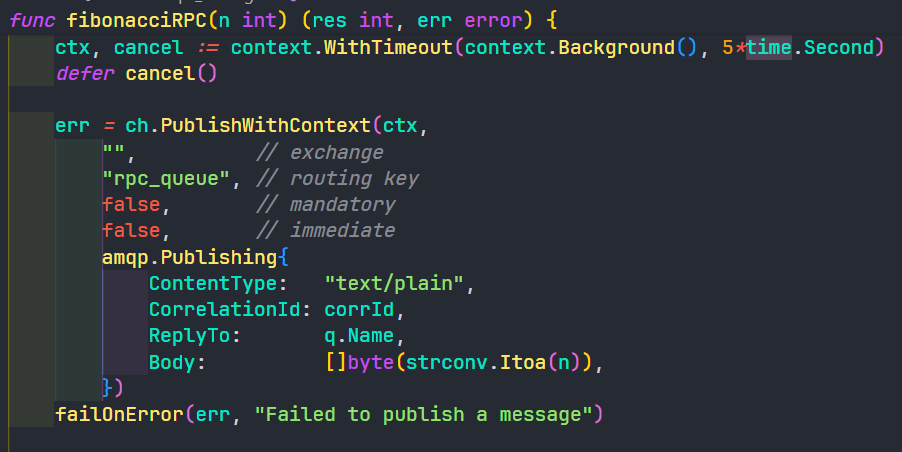 func fibonacciRPC(n int) (res int, err error) {
    ctx, cancel := context.WithTimeout(context.Background(), 5*time.Second)
    defer cancel()

    err = ch.PublishWithContext(ctx,
        "",          // exchange
        "rpc_queue", // routing key
        false,       // mandatory
        false,       // immediate
        amqp.Publishing{
            ContentType:   "text/plain",
            CorrelationId: corrId,
            ReplyTo:       q.Name,
            Body:          []byte(strconv.Itoa(n)),
        })
    failOnError(err, "Failed to publish a message")